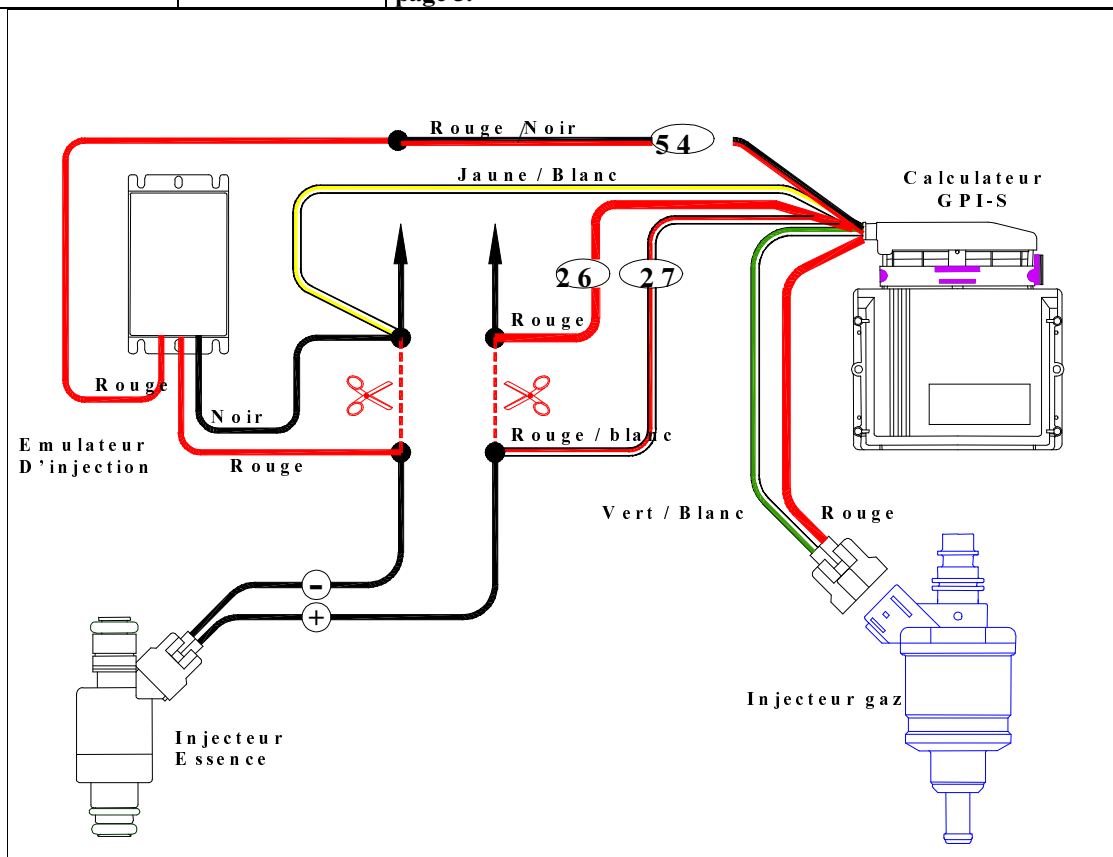 page 3.
Rouge /Noir
54
Jaune / Blanc
Calculateur
GPI-S
26
27
Rouge
Rouge
Noir
Rouge / blanc
Emulateur
D’injection
Rouge
Vert / Blanc
Rouge
-
+
Injecteur gaz
Injecteur
Essence